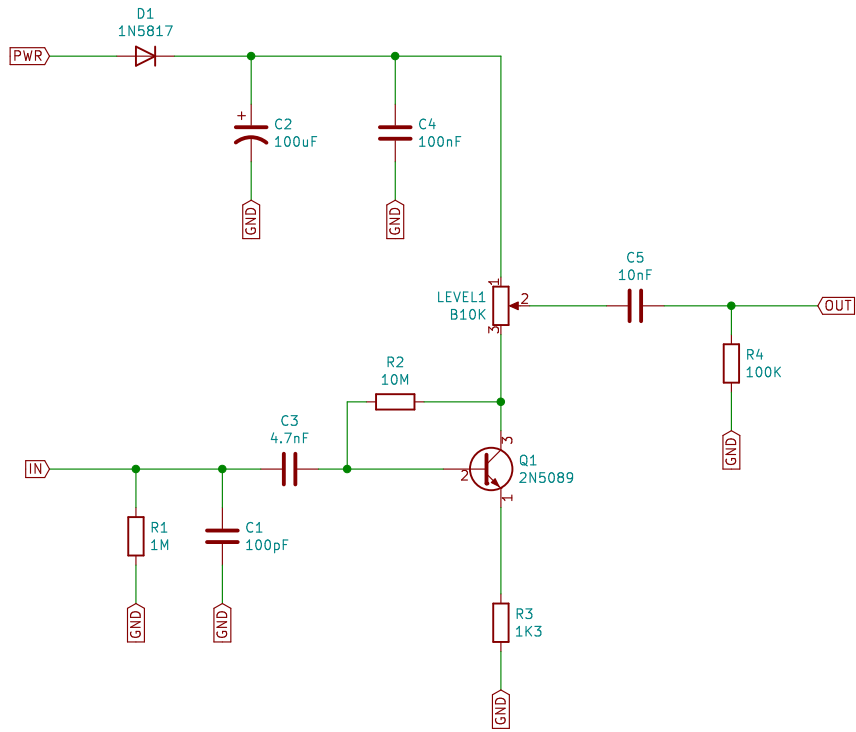 D1
1N5817
PWR
+
C2
100uF
C4
100nF
GND
GND
C5
10nF
1
LEVEL1
B10K
2
3
OUT
R2
10M
R4
100K
C3
4.7nF
GND
IN
3
Q1
2N5089
2
1
R1
1M
C1
100pF
GND
GND
R3
1K3
GND